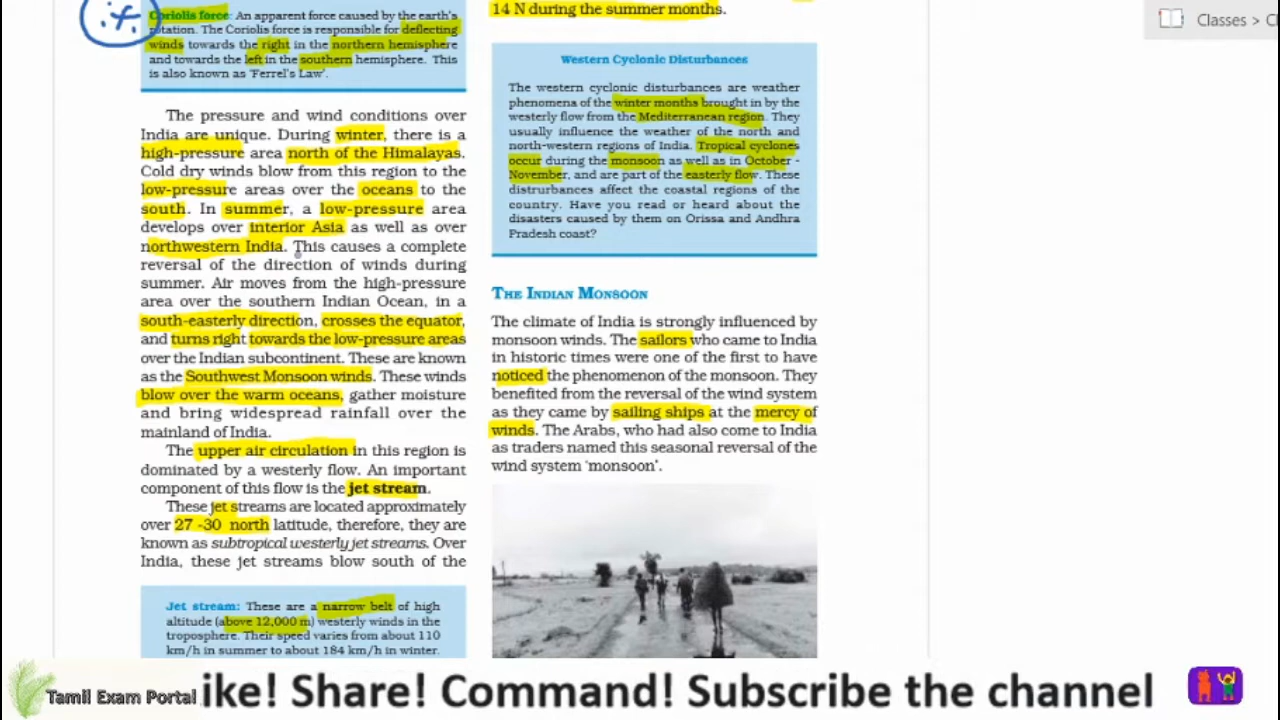 Coriolis force: An apparent force caused by the earth's
rotation. The Coriolis force is responsible for deflecting
winds towards the right in the northern hemisphere
and towards the left in the southern hemisphere. This
is also known as 'Ferrel's Law'.
The pressure and wind conditions over
India are unique. During winter, there is a
high-pressure area north of the Himalayas.
Cold dry winds blow from this region to the
low-pressure areas over the oceans to the
south. In summer, a low-pressure area
develops over interior Asia as well as over
northwestern India. This causes a complete
reversal of the direction of winds during
summer. Air moves from the high-pressure
area over the southern Indian Ocean, in a
south-easterly direction, crosses the equator,
and turns right towards the low-pressure areas
over the Indian subcontinent. These are known
as the Southwest Monsoon winds. These winds
blow over the warm oceans, gather moisture
and bring widespread rainfall over the
mainland of India.
The upper air circulation in this region is
dominated by a westerly flow. An important
component of this flow is the jet stream.
These jet streams are located approximately
over 27 -30 north latitude, therefore, they are
known as subtropical westerly jet streams. Over
India, these jet streams blow south of the
Jet stream: These are a narrow belt of high
altitude (above 12,000 m) westerly winds in the
troposphere. Their speed varies from about 110
km/h in summer to about 184 km/h in winter.
14 N during the summer months.
Western Cyclonic Disturbances
The western cyclonic disturbances are weather
phenomena of the winter months brought in by the
westerly flow from the Mediterranean region. They
usually influence the weather of the north and
north-western regions of India. Tropical cyclones
occur during the monsoon as well as in October -
November, and are part of the easterly flow. These
distrurbances affect the coastal regions of the
country. Have you read or heard about the
disasters caused by them on Orissa and Andhra
Pradesh coast?
THE INDIAN MONSOON
The climate of India is strongly influenced by
monsoon winds. The sailors who came to India
in historic times were one of the first to have
noticed the phenomenon of the monsoon. They
benefited from the reversal of the wind system
as they came by sailing ships at the mercy of
winds. The Arabs, who had also come to India
as traders named this seasonal reversal of the
wind system 'monsoon'.
Classes > C
Tamil Exam Portal
ike! Share! Command! Subscribe the channel